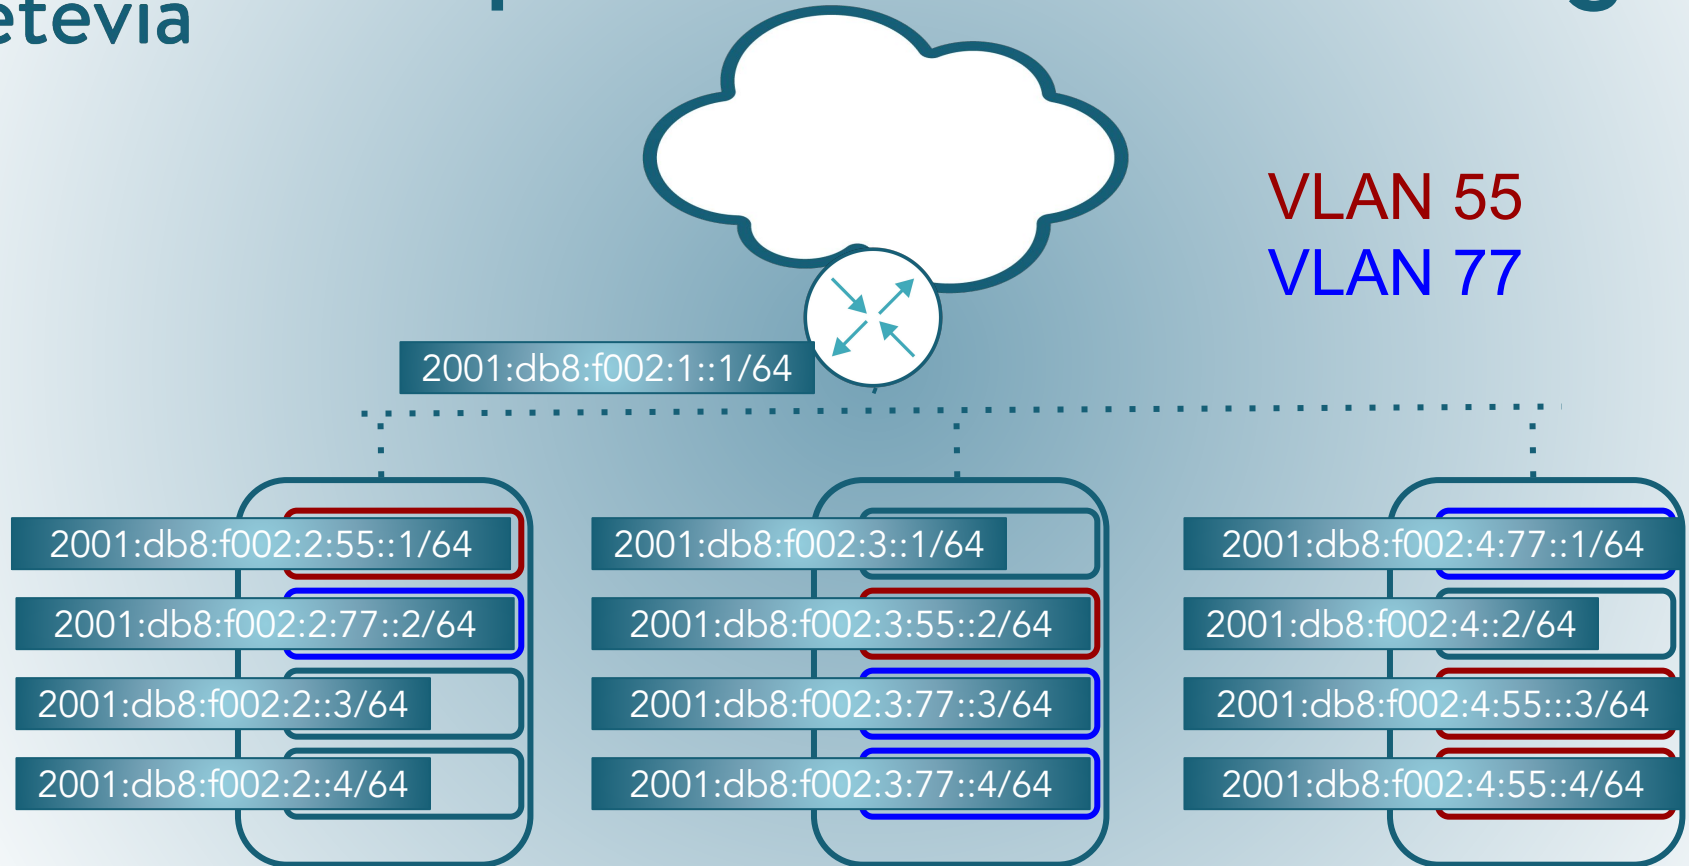 etevia
VLAN 55
VLAN 77
2001:db8:f002:1::1/64
2001:db8:f002:2:55::1/64
2001:db8:f002:2:77::2/64
2001:db8:f002:2::3/64
2001:db8:f002:2::4/64
2001:db8:f002:3::1/64
2001:db8:f002:3:55::2/64
2001:db8:f002:3:77::3/64
2001:db8:f002:3:77::4/64
2001:db8:f002:4:77::1/64
2001:db8:f002:4::2/64
2001:db8:f002:4:55:::3/64
2001:db8:f002:4:55::4/64